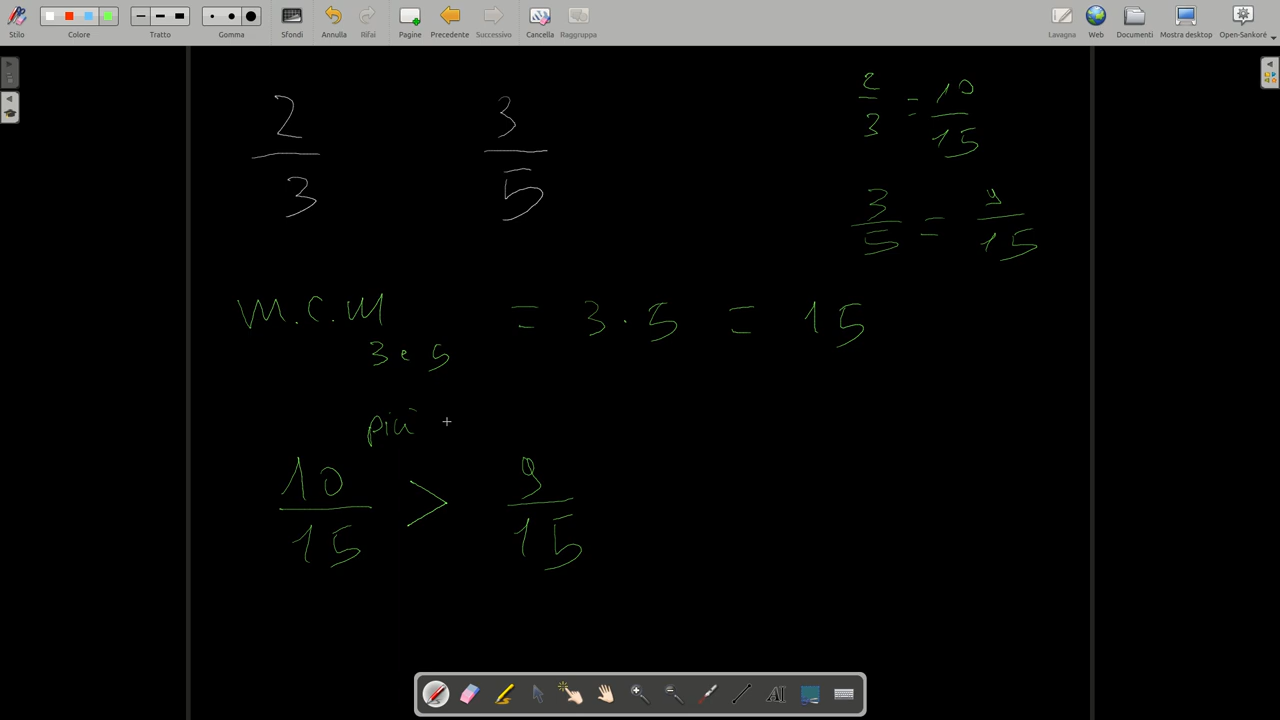 Stilo Colore Tratto Gomma Sfondi Annulla Rifai Pagine Precedente Successivo Cancella Raggruppa Lavagna Web Documenti Mostra desktop Open-Sankoré
2/3 3/5
2/3 = 10/15
3/5 = 9/15
m.c.m = 3 · 5 = 15
3 e 5
più
10/15 > 9/15
AI